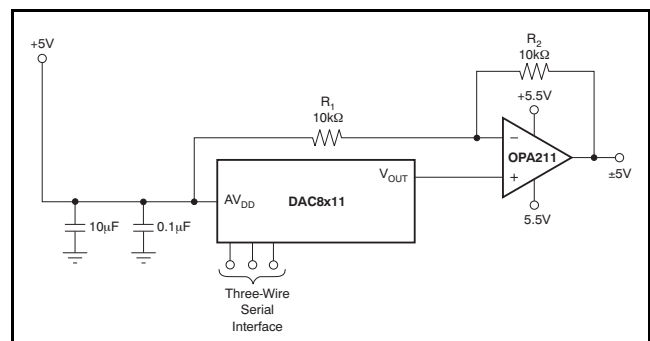 +5V
R2
10kΩ
R1
10kΩ
+5.5V
−
OPA211
+
±5V
5.5V
VOUT
AVDD
DAC8x11
10µF
0.1µF
Three-Wire
Serial
Interface